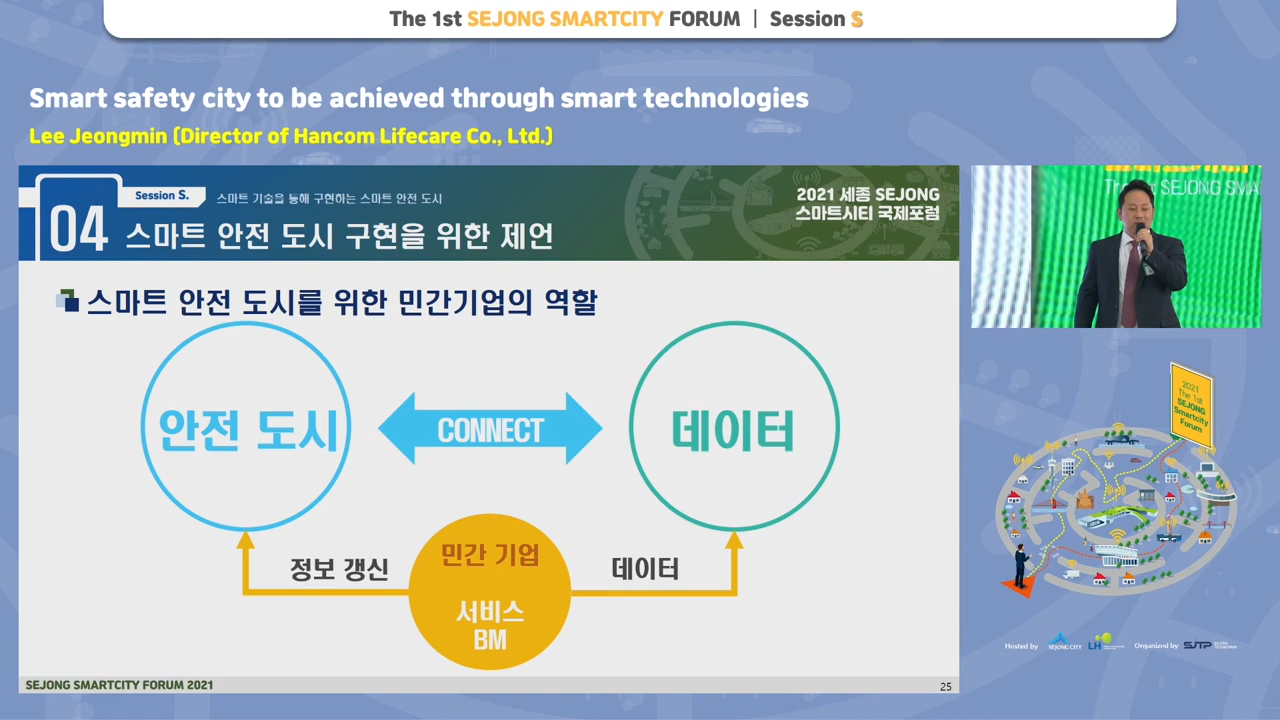 The 1st SEJONG SMARTCITY FORUM | Session S
Smart safety city to be achieved through smart technologies
Lee Jeongmin (Director of Hancom Lifecare Co., Ltd.)
Session S.
스마트 기술을 통해 구현하는 스마트 안전 도시
04 스마트 안전 도시 구현을 위한 제언
2021 세종 SEJONG
스마트시티 국제포럼
스마트 안전 도시를 위한 민간기업의 역할
안전 도시
CONNECT
데이터
정보 갱신
민간 기업
데이터
서비스
BM
SEJONG SMARTCITY FORUM 2021
25
SEJONG SMA
2021
The 1st
SEJONG
Smartcity
Forum
Hosted by
SEJONG CITY
LH
Organized by
SJTP